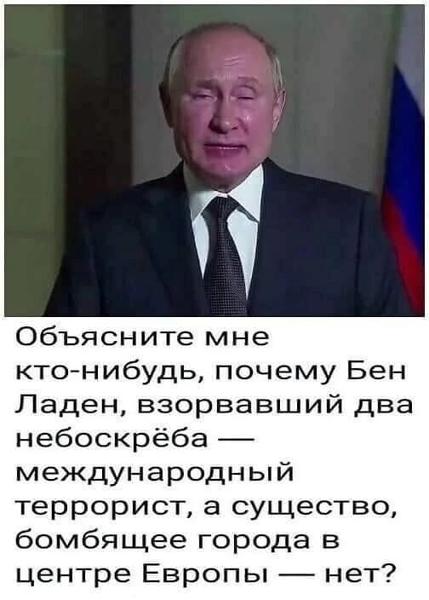 Объясните мне
кто-нибудь, почему Бен
Ладен, взорвавший два
небоскрёба —
международный
террорист, а существо,
бомбящее города в
центре Европы — нет?